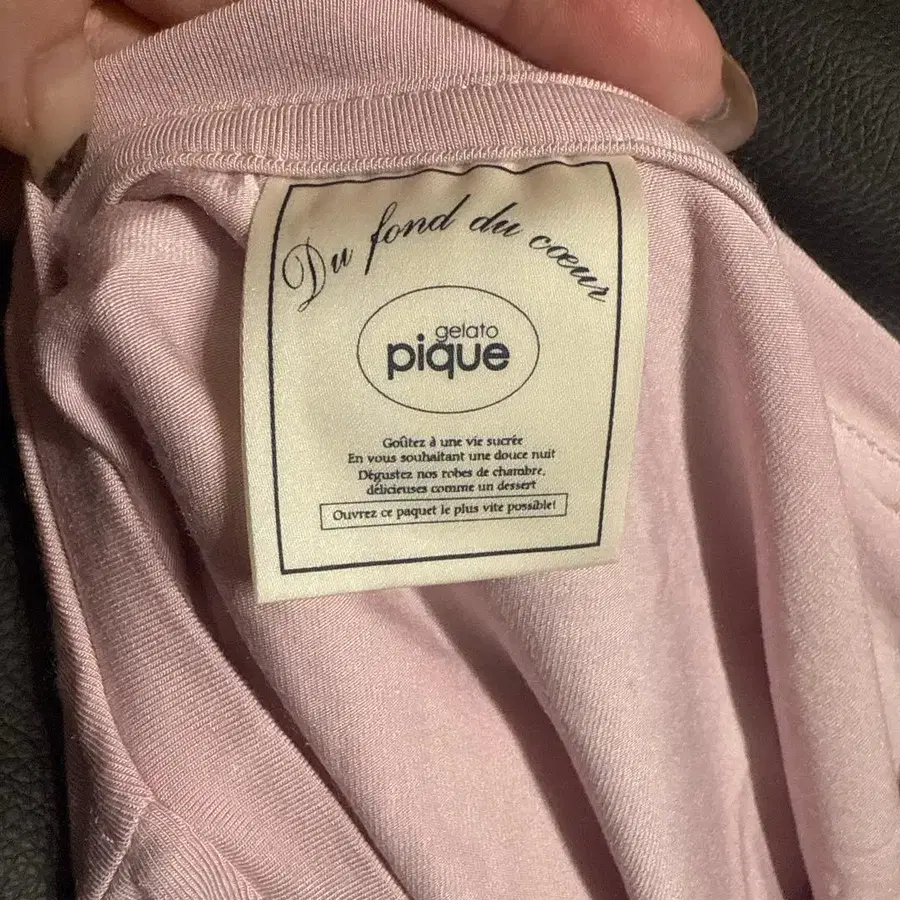 Du fond du cœur
gelato
pique
Goûtez à une vie sucrée
En vous souhaitant une douce nuit
Dégustez nos robes de chambre,
délicieuses comme un dessert
Ouvrez ce paquet le plus vite possible!